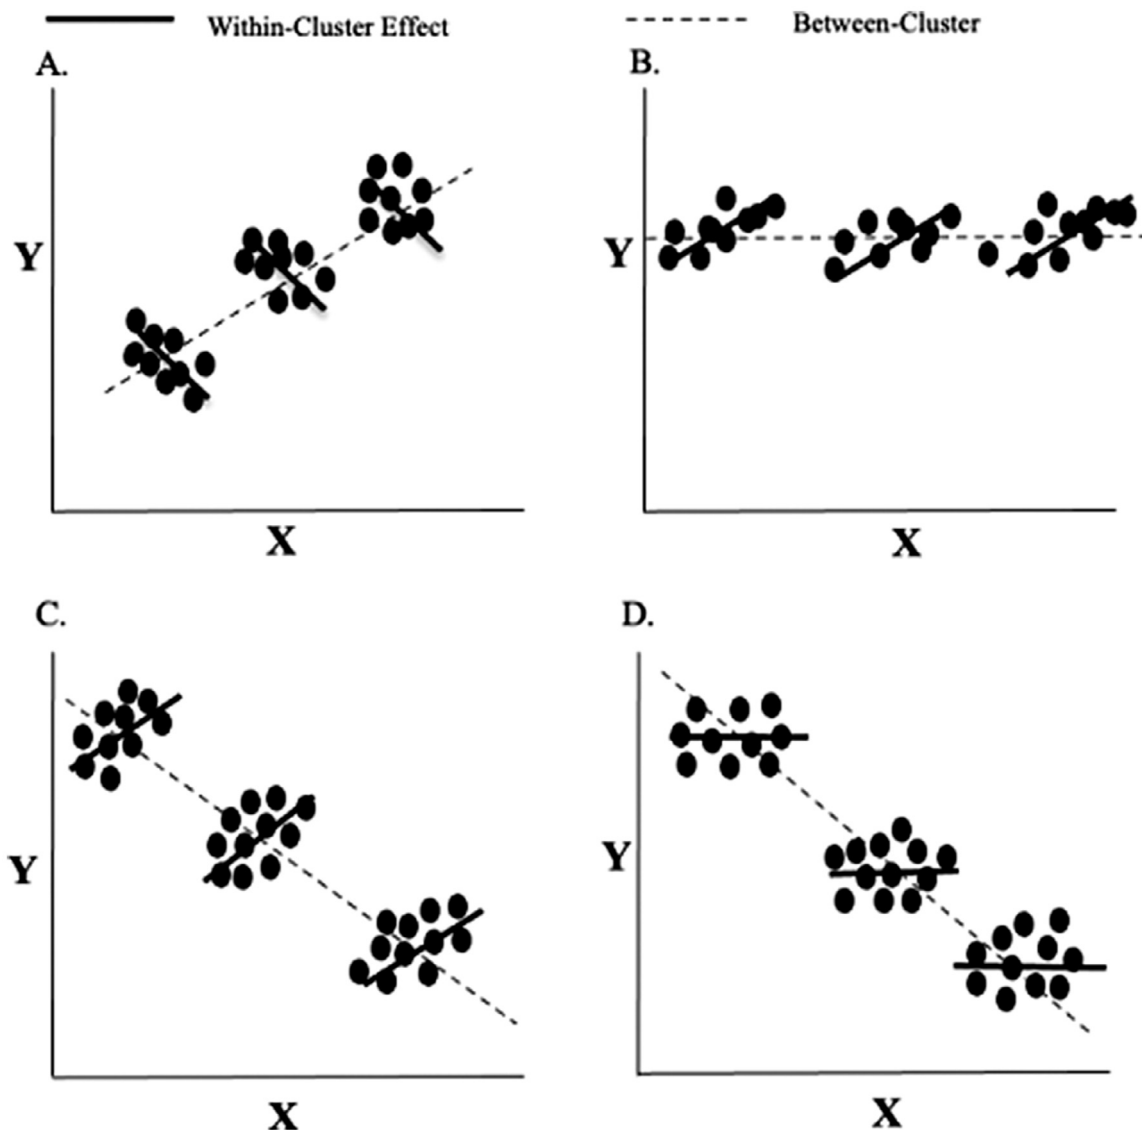 Within-Cluster Effect
Between-Cluster
A.
B.
Y
Y
X
X
C.
D.
Y
Y
X
X